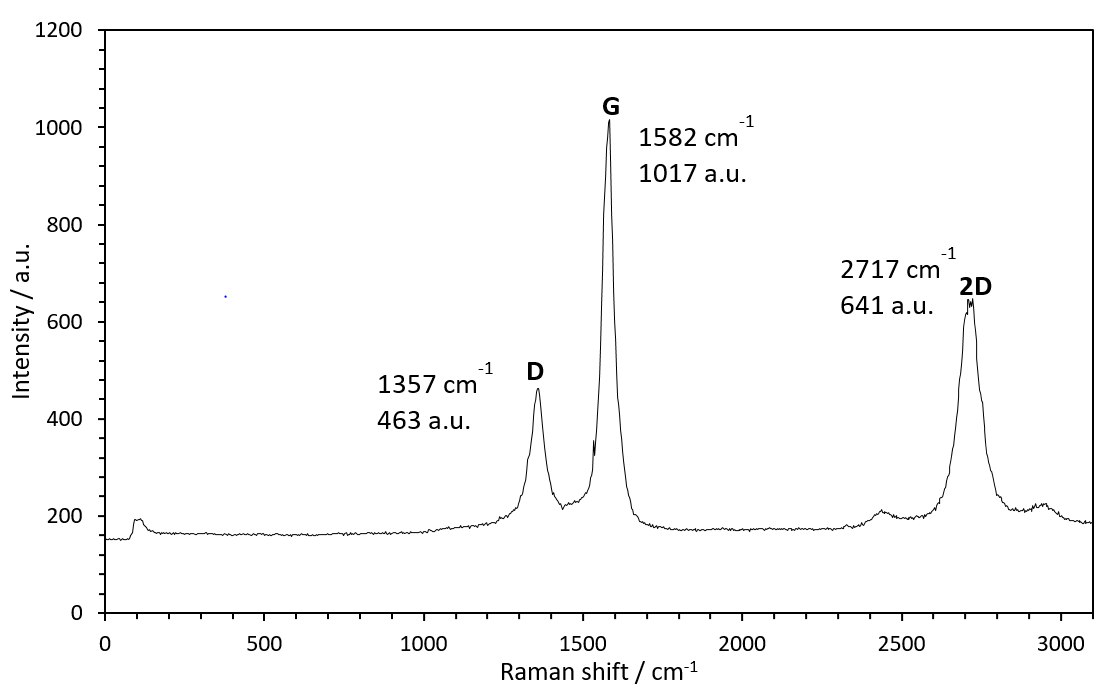 1200
1000
800
600
400
200
0
Intensity / a.u.
G
1582 cm-1
1017 a.u.
2717 cm-1
641 a.u.
2D
1357 cm-1
463 a.u.
D
0 500 1000 1500 2000 2500 3000
Raman shift / cm-1